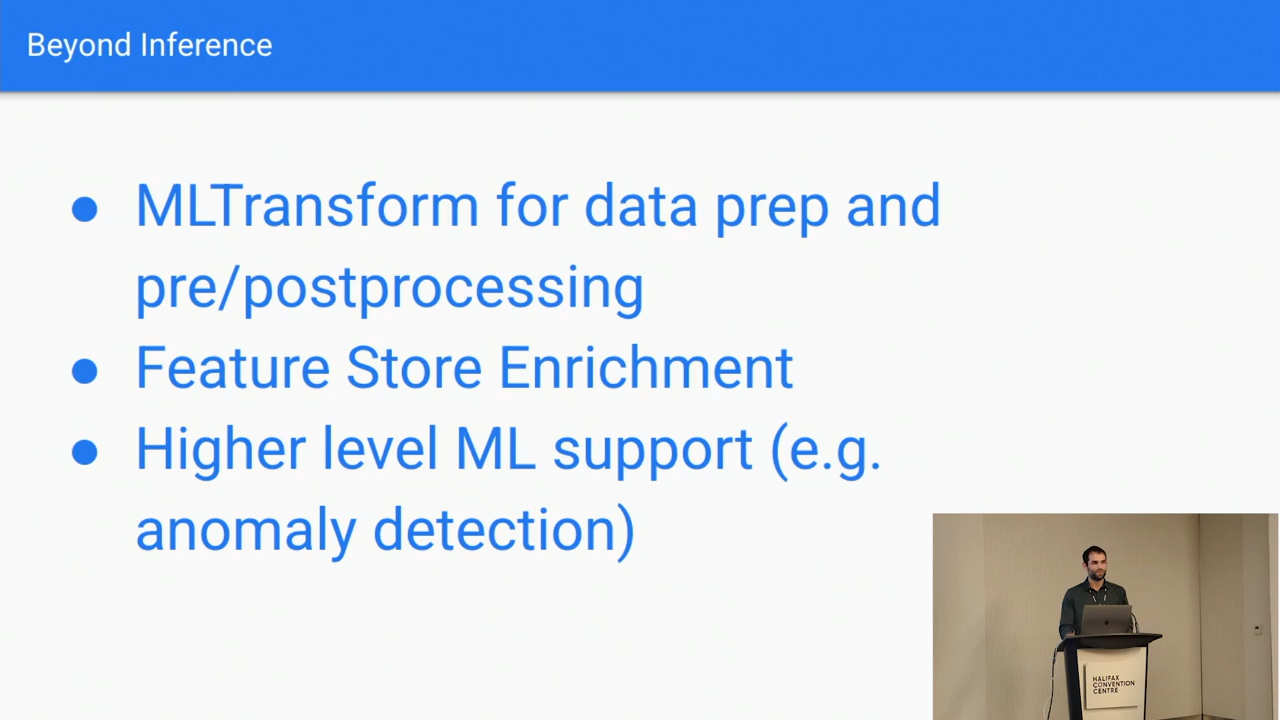 Beyond Inference
● MLTransform for data prep and
pre/postprocessing
● Feature Store Enrichment
● Higher level ML support (e.g.
anomaly detection)
HALIFAX
CONVENTION
CENTRE